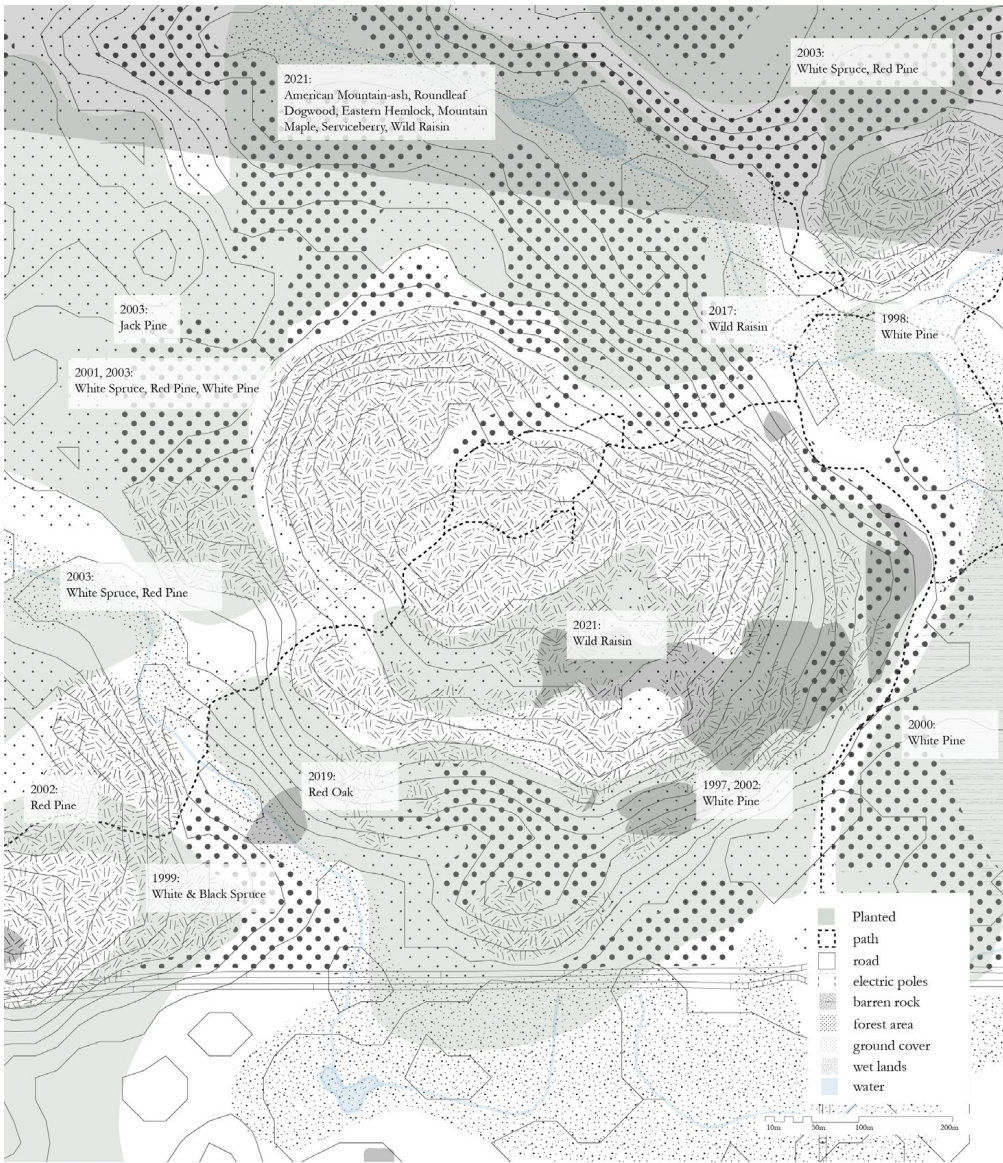 2003:
White Spruce, Red Pine
2021:
American Mountain-ash, Roundleaf
Dogwood, Eastern Hemlock, Mountain
Maple, Serviceberry, Wild Raisin
2003:
Jack Pine
2017:
Wild Raisin
1998:
White Pine
2001, 2003:
White Spruce, Red Pine, White Pine
2003:
White Spruce, Red Pine
2021:
Wild Raisin
2000:
White Pine
2002:
Red Pine
2019:
Red Oak
1997, 2002:
White Pine
1999:
White & Black Spruce
Planted
path
road
electric poles
barren rock
forest area
ground cover
wet lands
water
10m 50m 100m 200m